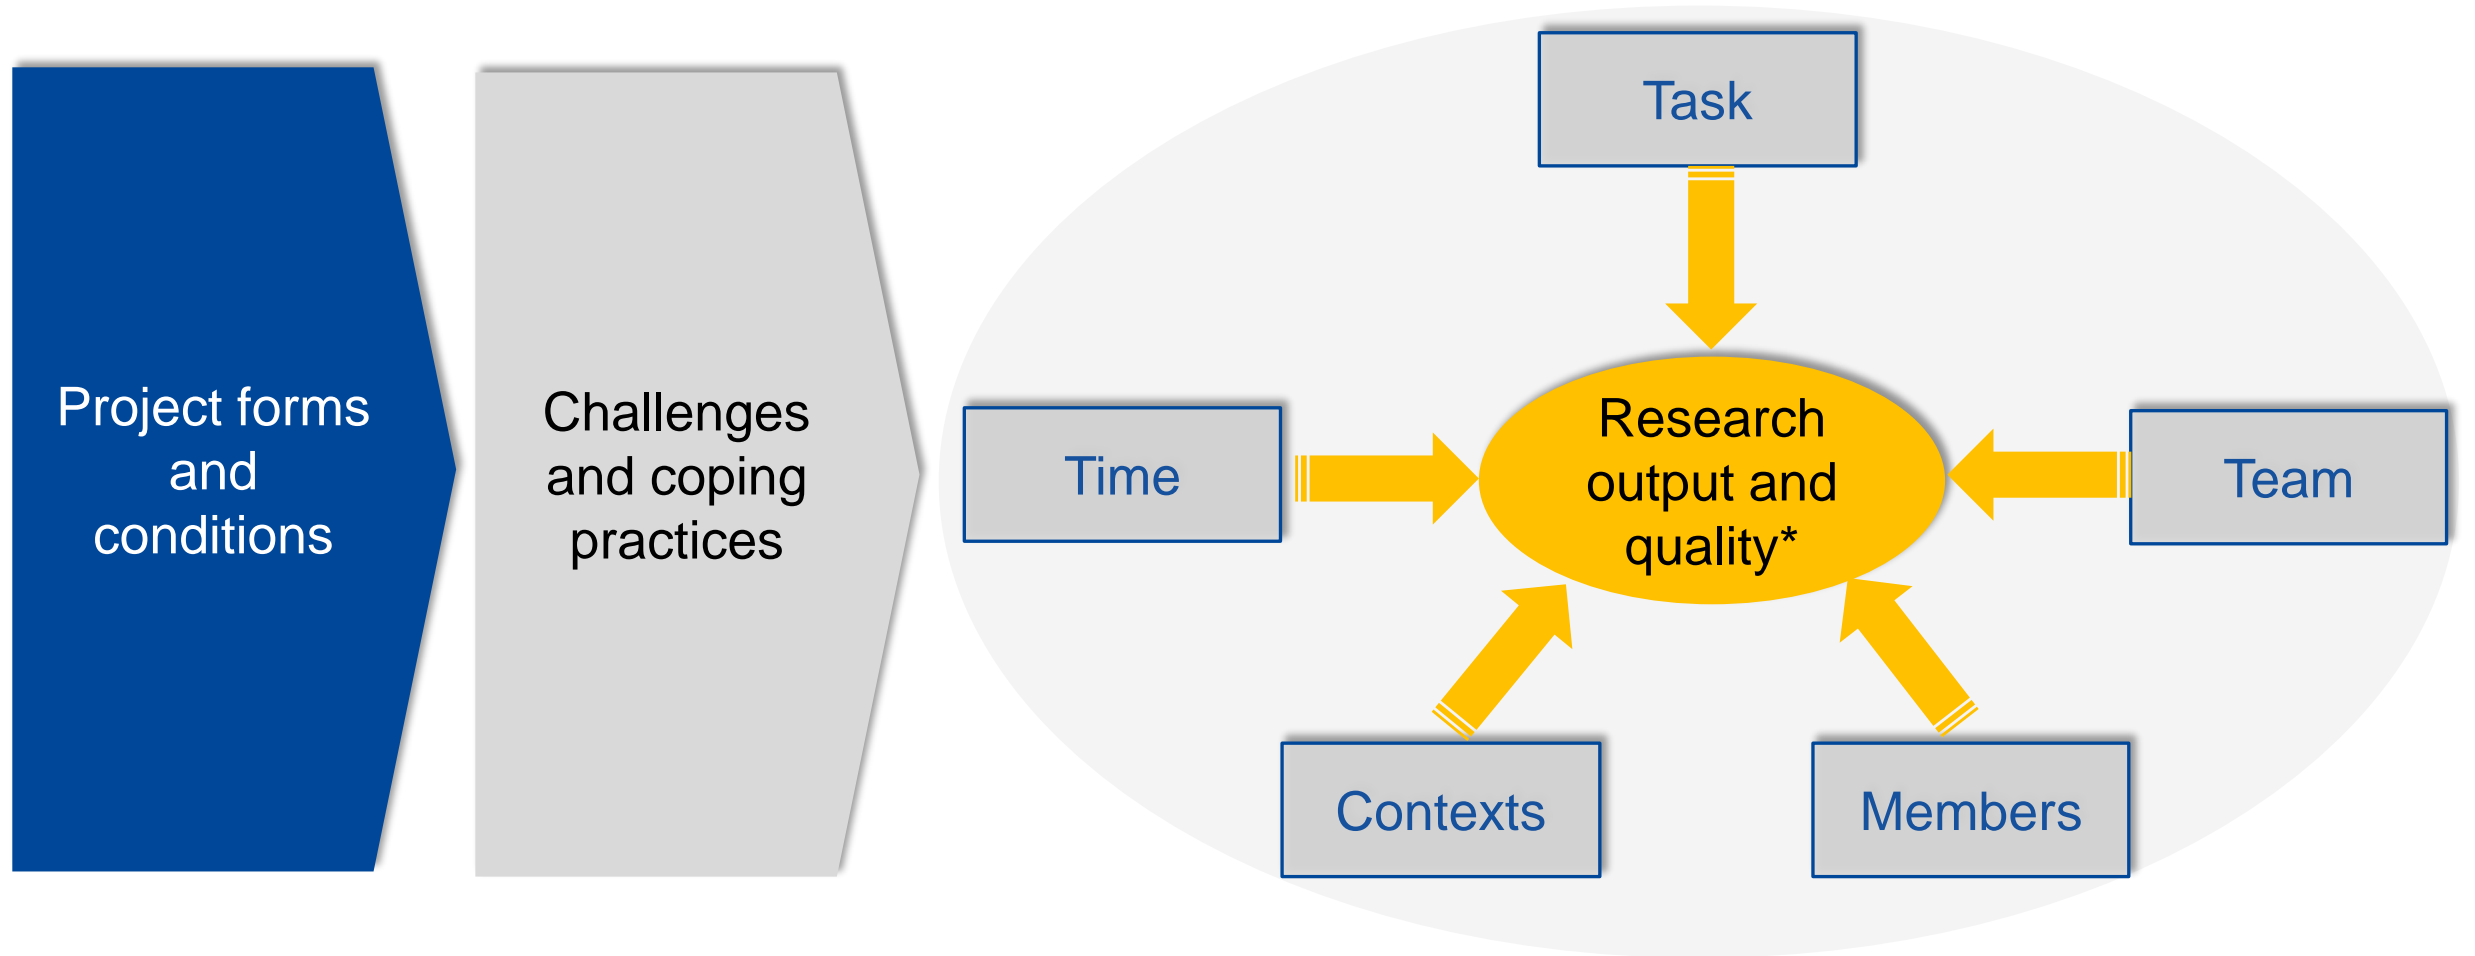 Project forms
and
conditions
Challenges
and coping
practices
Task
Time
Research
output and
quality*
Team
Contexts
Members